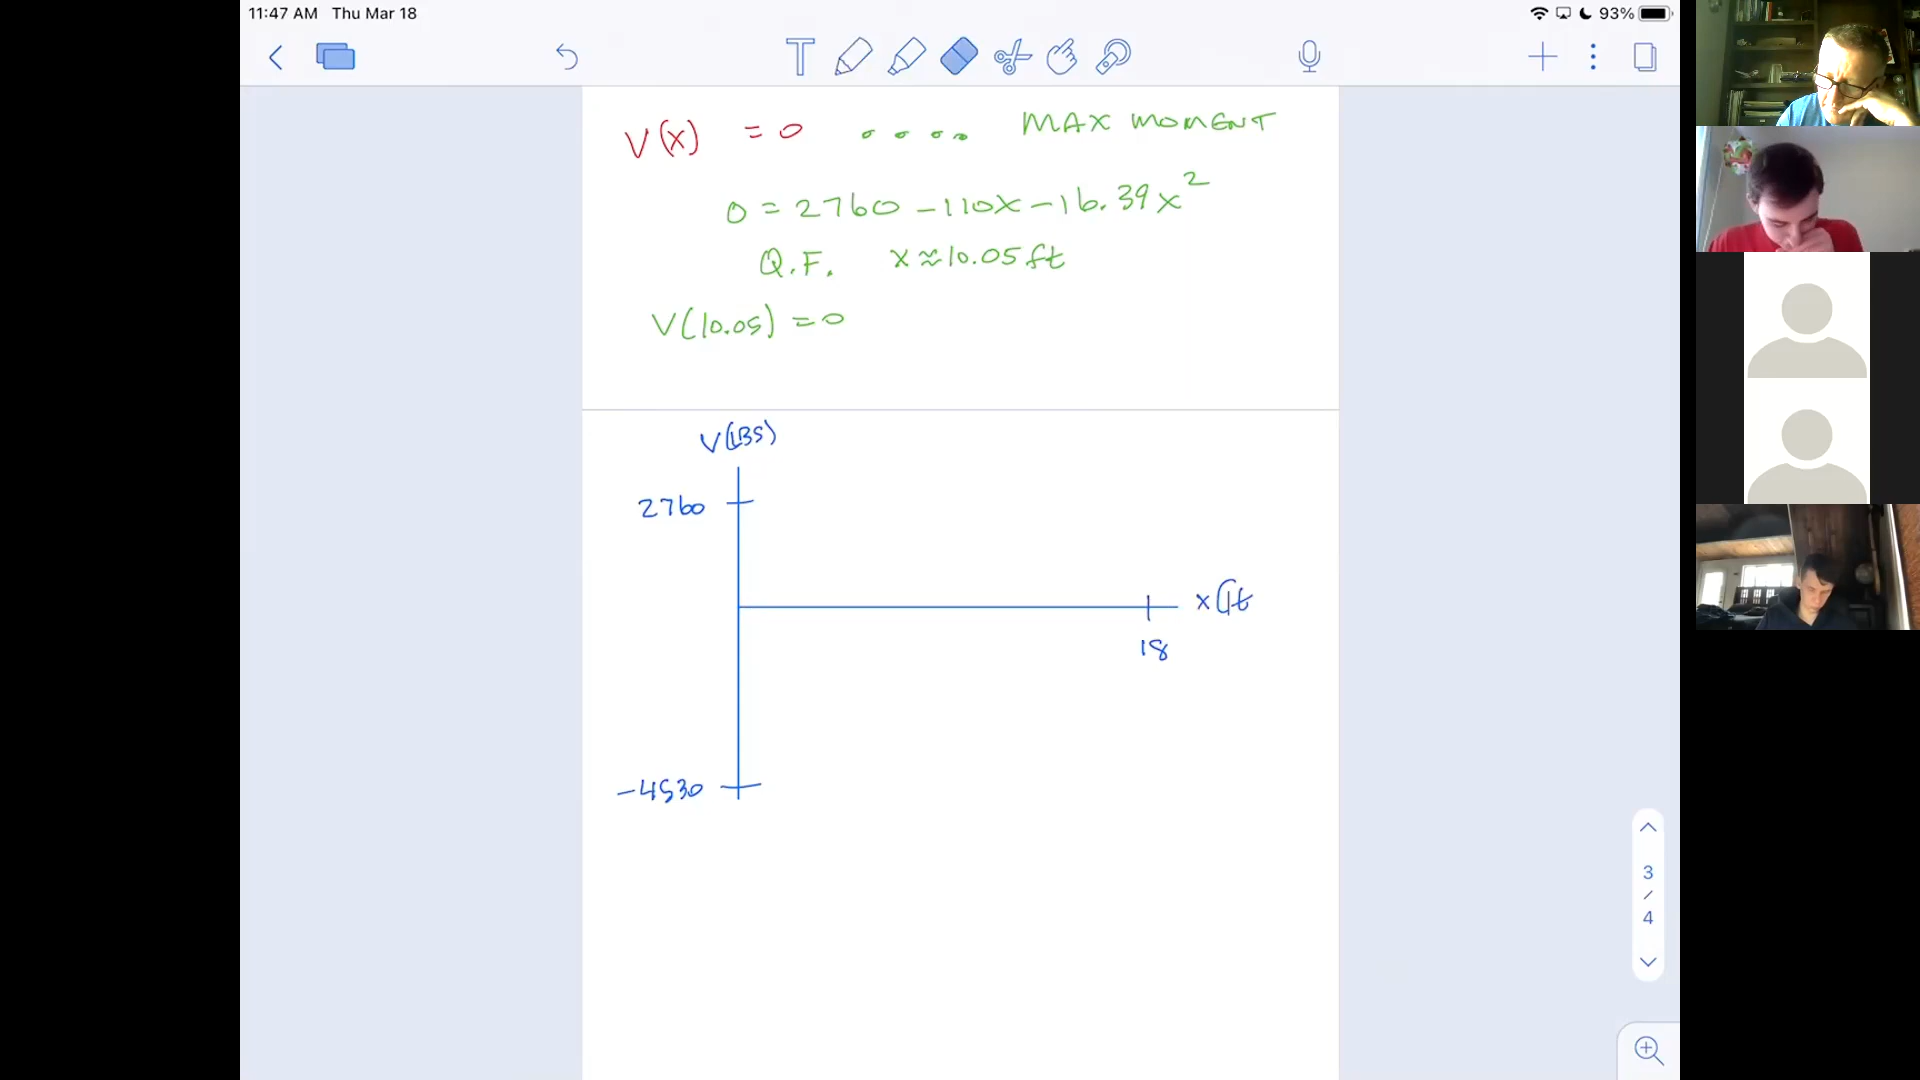 11:47 AM Thu Mar 18
93%
T
V(x) = 0 .... MAX MOMENT
0 = 2760 - 110x - 16.39x²
Q.F. x ≈ 10.05 ft
V(10.05) = 0
V(LBS)
2760
x(ft
18
-4530
3
/
4